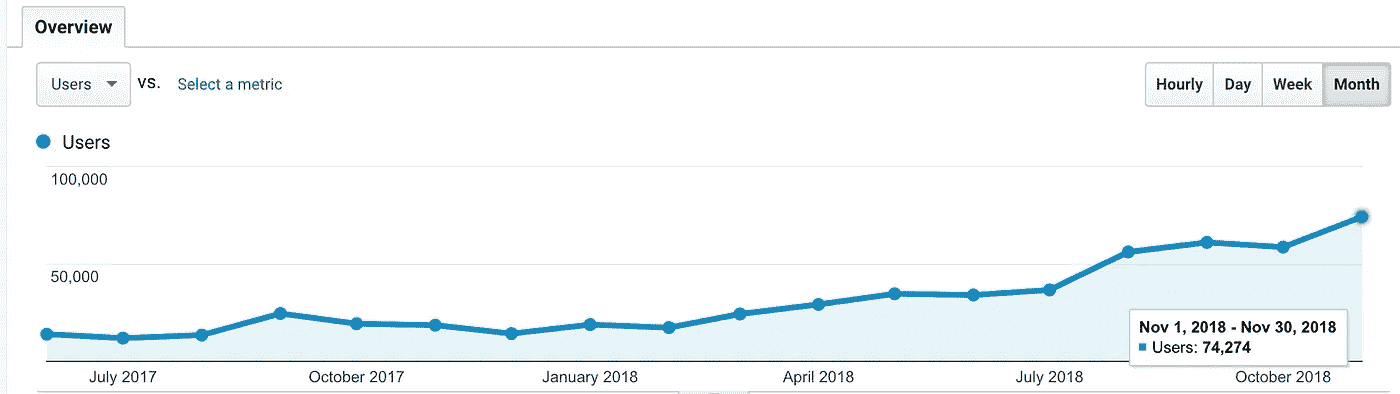 Overview
Users VS. Select a metric
Hourly Day Week Month
Users
100,000
50,000
Nov 1, 2018 - Nov 30, 2018
Users: 74,274
July 2017 October 2017 January 2018 April 2018 July 2018 October 2018